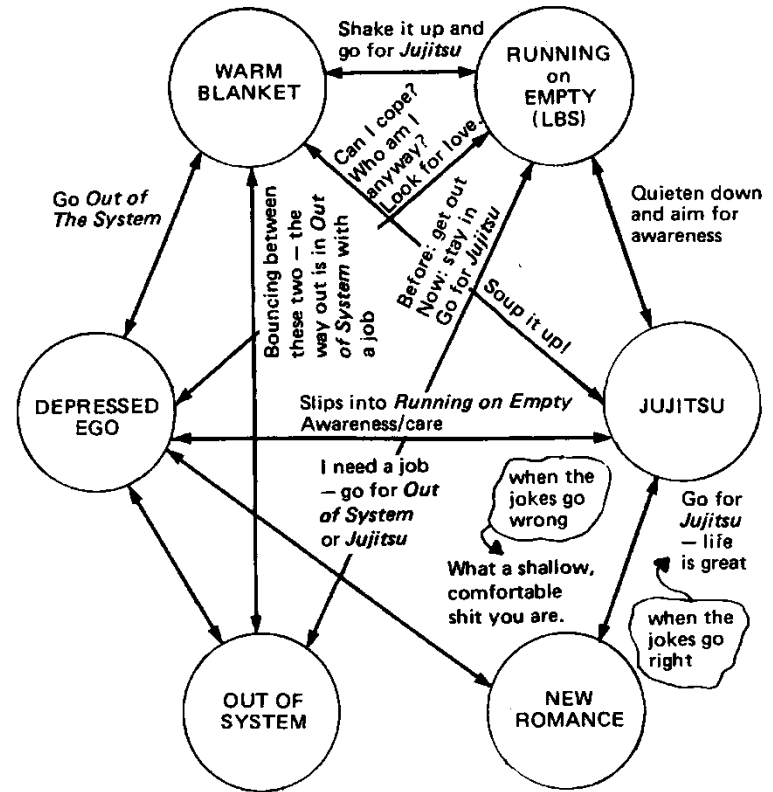 Shake it up and
go for Jujitsu
WARM
BLANKET
RUNNING
on
EMPTY
(LBS)
Can I cope?
Who am I
anyway?
Look for love.
Go Out of
The System
Quieten down
and aim for
awareness
Bouncing between
these two – the
way out is in Out
of System with
a job
Before: get out
Now: stay in
Go for Jujitsu
Soup it up!
DEPRESSED
EGO
Slips into Running on Empty
Awareness/care
JUJITSU
I need a job
– go for Out
of System
or Jujitsu
when the
jokes go
wrong
Go for
Jujitsu
– life
is great
What a shallow,
comfortable
shit you are.
when the
jokes go
right
OUT OF
SYSTEM
NEW
ROMANCE